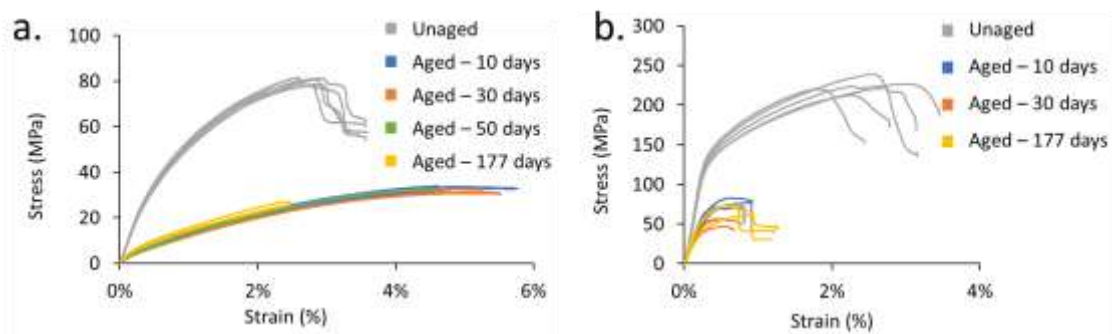 a.
100
80
60
40
20
0
Stress (MPa)
0%
2%
4%
6%
Strain (%)
Unaged
Aged – 10 days
Aged – 30 days
Aged – 50 days
Aged – 177 days
b.
300
250
200
150
100
50
0
Stress (MPa)
0%
2%
4%
Strain (%)
Unaged
Aged – 10 days
Aged – 30 days
Aged – 177 days